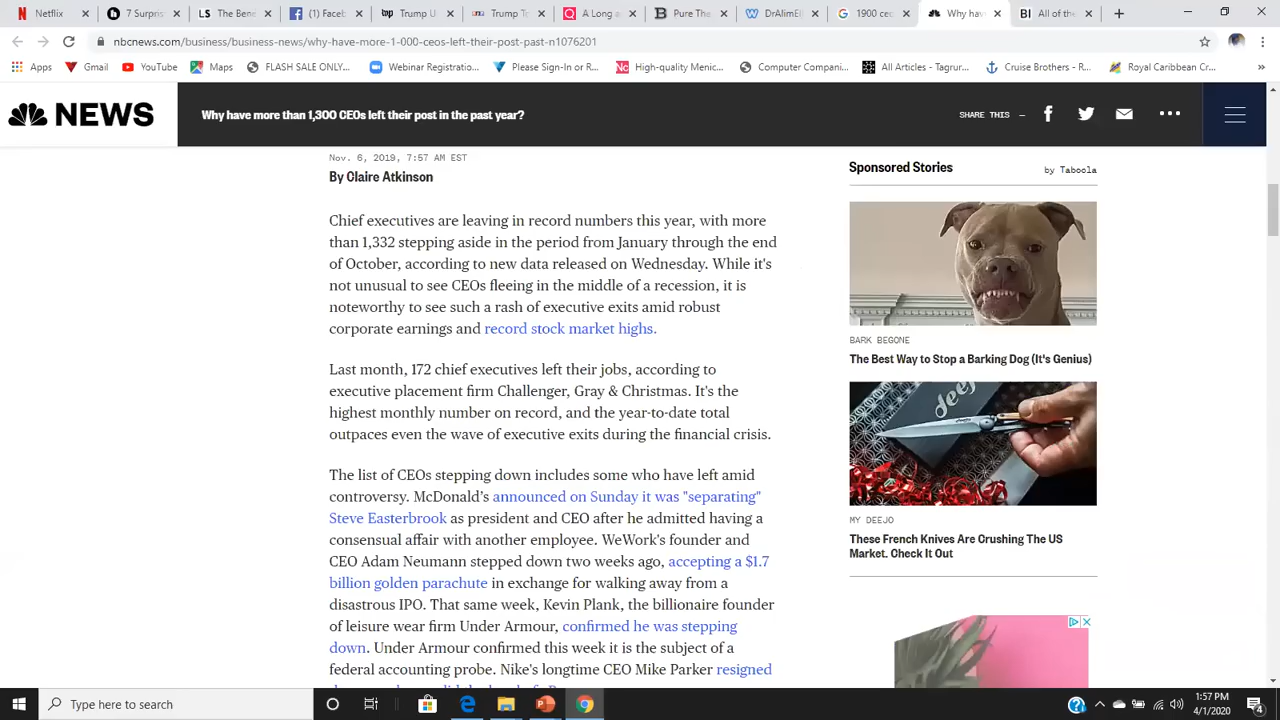 Netflix
7 Surprise
LS The Bene
(1) Faceb
Trump U
Trump To
A Long a
Pure The
DrAlimEl
1900 ce
Why hav
BI All of the
nbcnews.com/business/business-news/why-have-more-1-000-ceos-left-their-post-past-n1076201
Apps
Gmail
YouTube
Maps
FLASH SALE ONLY...
Webinar Registratio...
Please Sign-In or R...
High-quality Menic...
Computer Compani...
All Articles - Tagrur...
Cruise Brothers - R...
Royal Caribbean Cr...
NEWS
Why have more than 1,300 CEOs left their post in the past year?
SHARE THIS —
Nov. 6, 2019, 7:57 AM EST
By Claire Atkinson
Chief executives are leaving in record numbers this year, with more
than 1,332 stepping aside in the period from January through the end
of October, according to new data released on Wednesday. While it's
not unusual to see CEOs fleeing in the middle of a recession, it is
noteworthy to see such a rash of executive exits amid robust
corporate earnings and record stock market highs.
Last month, 172 chief executives left their jobs, according to
executive placement firm Challenger, Gray & Christmas. It's the
highest monthly number on record, and the year-to-date total
outpaces even the wave of executive exits during the financial crisis.
The list of CEOs stepping down includes some who have left amid
controversy. McDonald's announced on Sunday it was "separating"
Steve Easterbrook as president and CEO after he admitted having a
consensual affair with another employee. WeWork's founder and
CEO Adam Neumann stepped down two weeks ago, accepting a $1.7
billion golden parachute in exchange for walking away from a
disastrous IPO. That same week, Kevin Plank, the billionaire founder
of leisure wear firm Under Armour, confirmed he was stepping
down. Under Armour confirmed this week it is the subject of a
federal accounting probe. Nike's longtime CEO Mike Parker resigned
Sponsored Stories
by Taboola
BARK BEGONE
The Best Way to Stop a Barking Dog (It's Genius)
deejo
MY DEEJO
These French Knives Are Crushing The US
Market. Check It Out
Type here to search
1:57 PM
4/1/2020
4